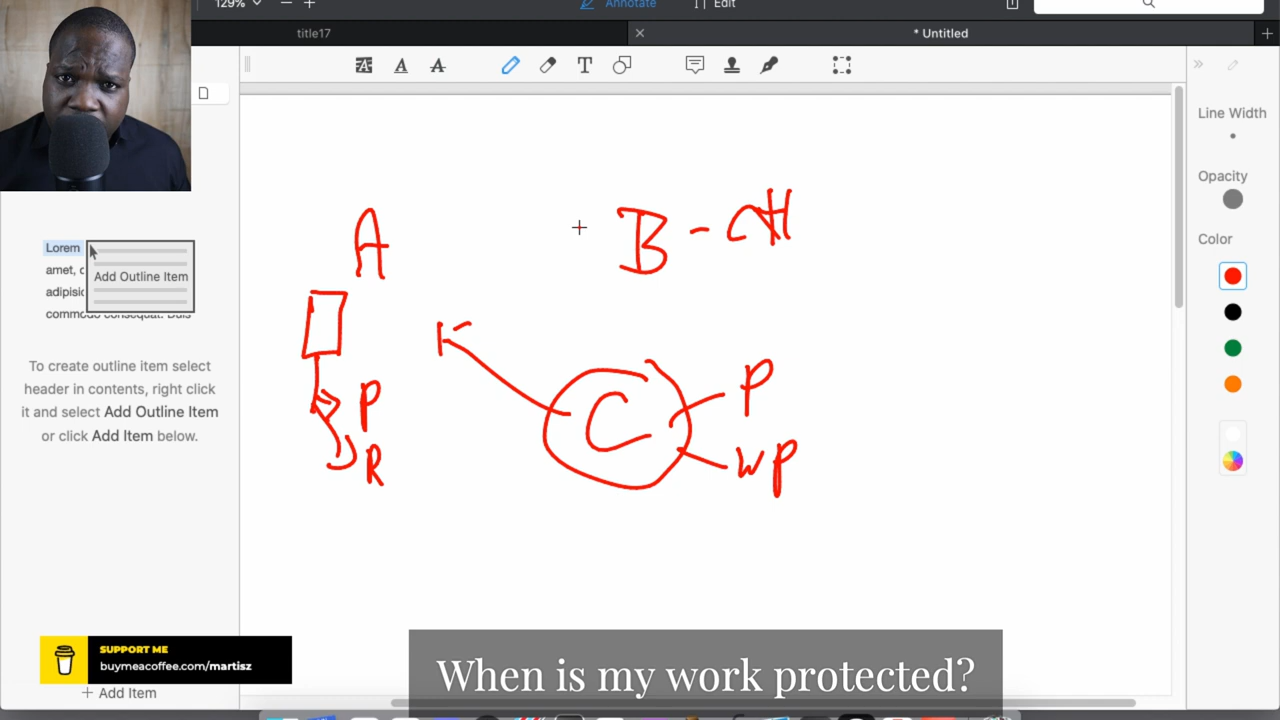 129%
Annotate
Edit
title17
* Untitled
Line Width
Opacity
Color
Lorem
amet, c
Add Outline Item
adipisic
commodo consequat. Duis
To create outline item select
header in contents, right click
it and select Add Outline Item
or click Add Item below.
A
B - CH
P
R
C
P
WP
SUPPORT ME
buymeacoffee.com/martisz
+ Add Item
When is my work protected?